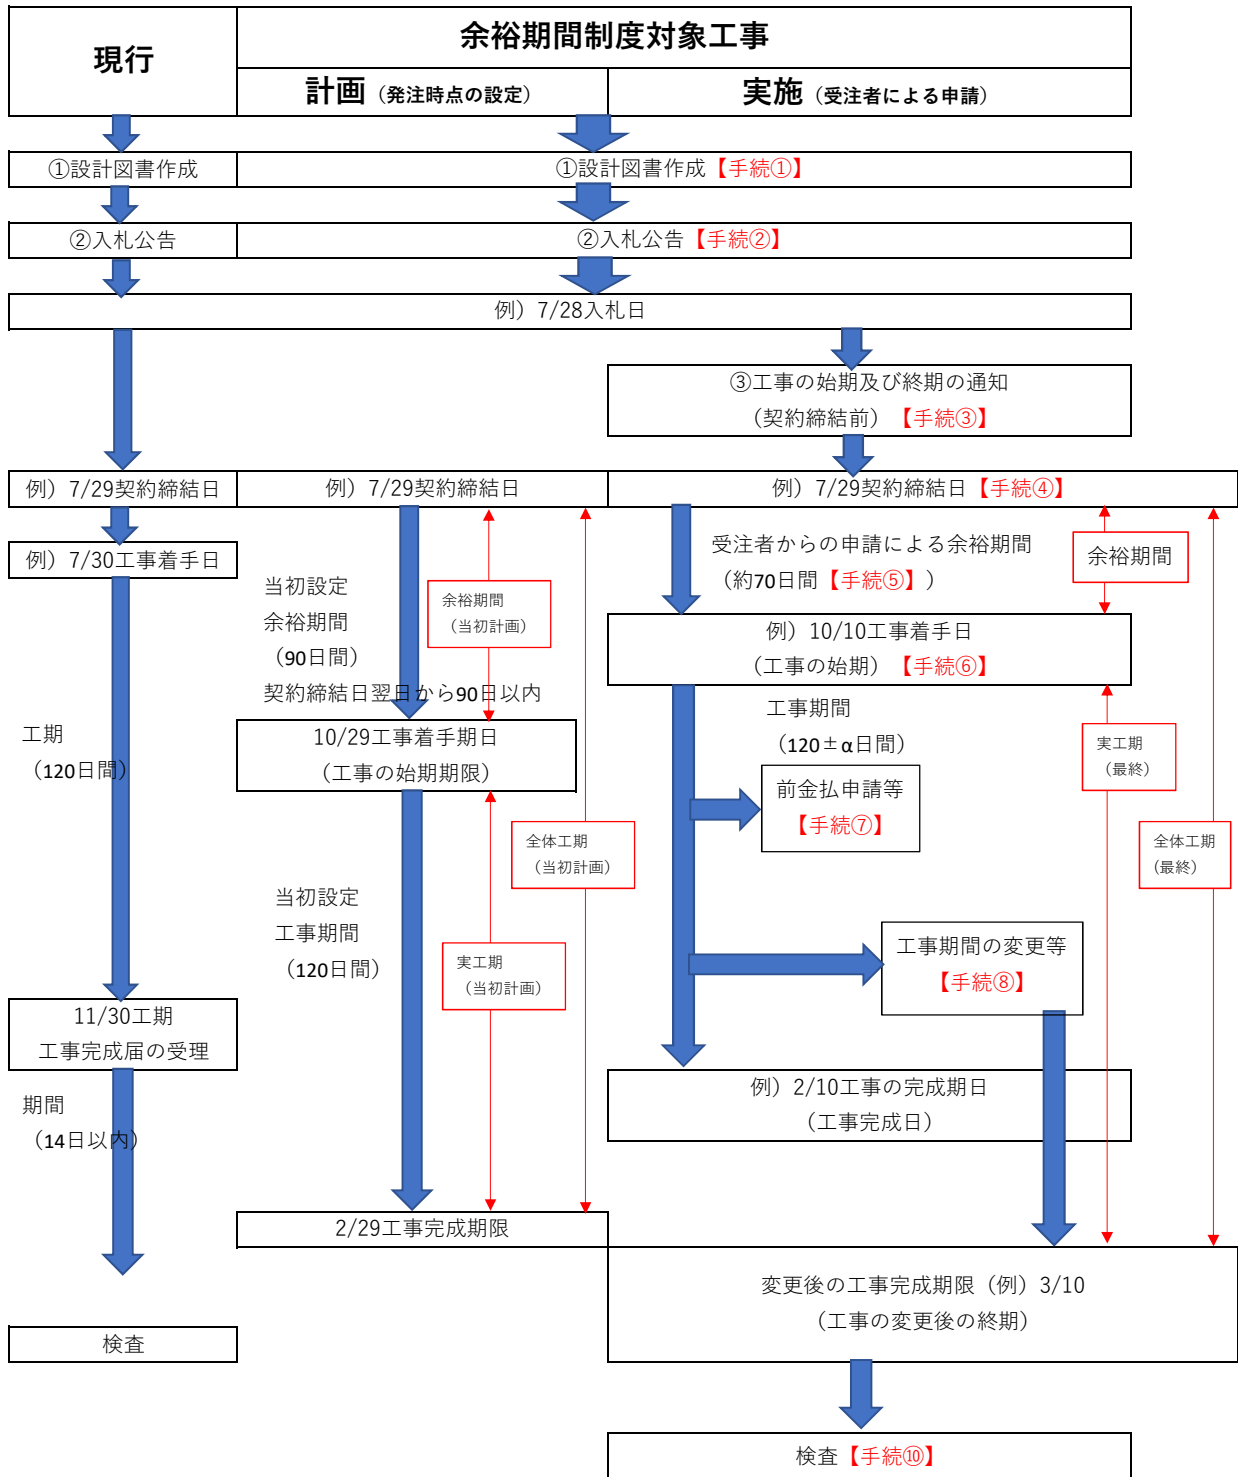 現行
余裕期間制度対象工事
計画（発注時点の設定）
実施（受注者による申請）
①設計図書作成
①設計図書作成【手続①】
②入札公告
②入札公告【手続②】
例）7/28入札日
③工事の始期及び終期の通知
（契約締結前）【手続③】
例）7/29契約締結日
例）7/29契約締結日
例）7/29契約締結日【手続④】
例）7/30工事着手日
工期
（120日間）
11/30工期
工事完成届の受理
期間
（14日以内）
検査
当初設定
余裕期間
（90日間）
契約締結日翌日から90日以内
余裕期間
（当初計画）
10/29工事着手期日
（工事の始期期限）
全体工期
（当初計画）
当初設定
工事期間
（120日間）
実工期
（当初計画）
2/29工事完成期限
受注者からの申請による余裕期間
（約70日間【手続⑤】）
余裕期間
例）10/10工事着手日
（工事の始期）【手続⑥】
工事期間
（120±α日間）
実工期
（最終）
前金払申請等
【手続⑦】
全体工期
（最終）
工事期間の変更等
【手続⑧】
例）2/10工事の完成期日
（工事完成日）
変更後の工事完成期限（例）3/10
（工事の変更後の終期）
検査【手続⑩】